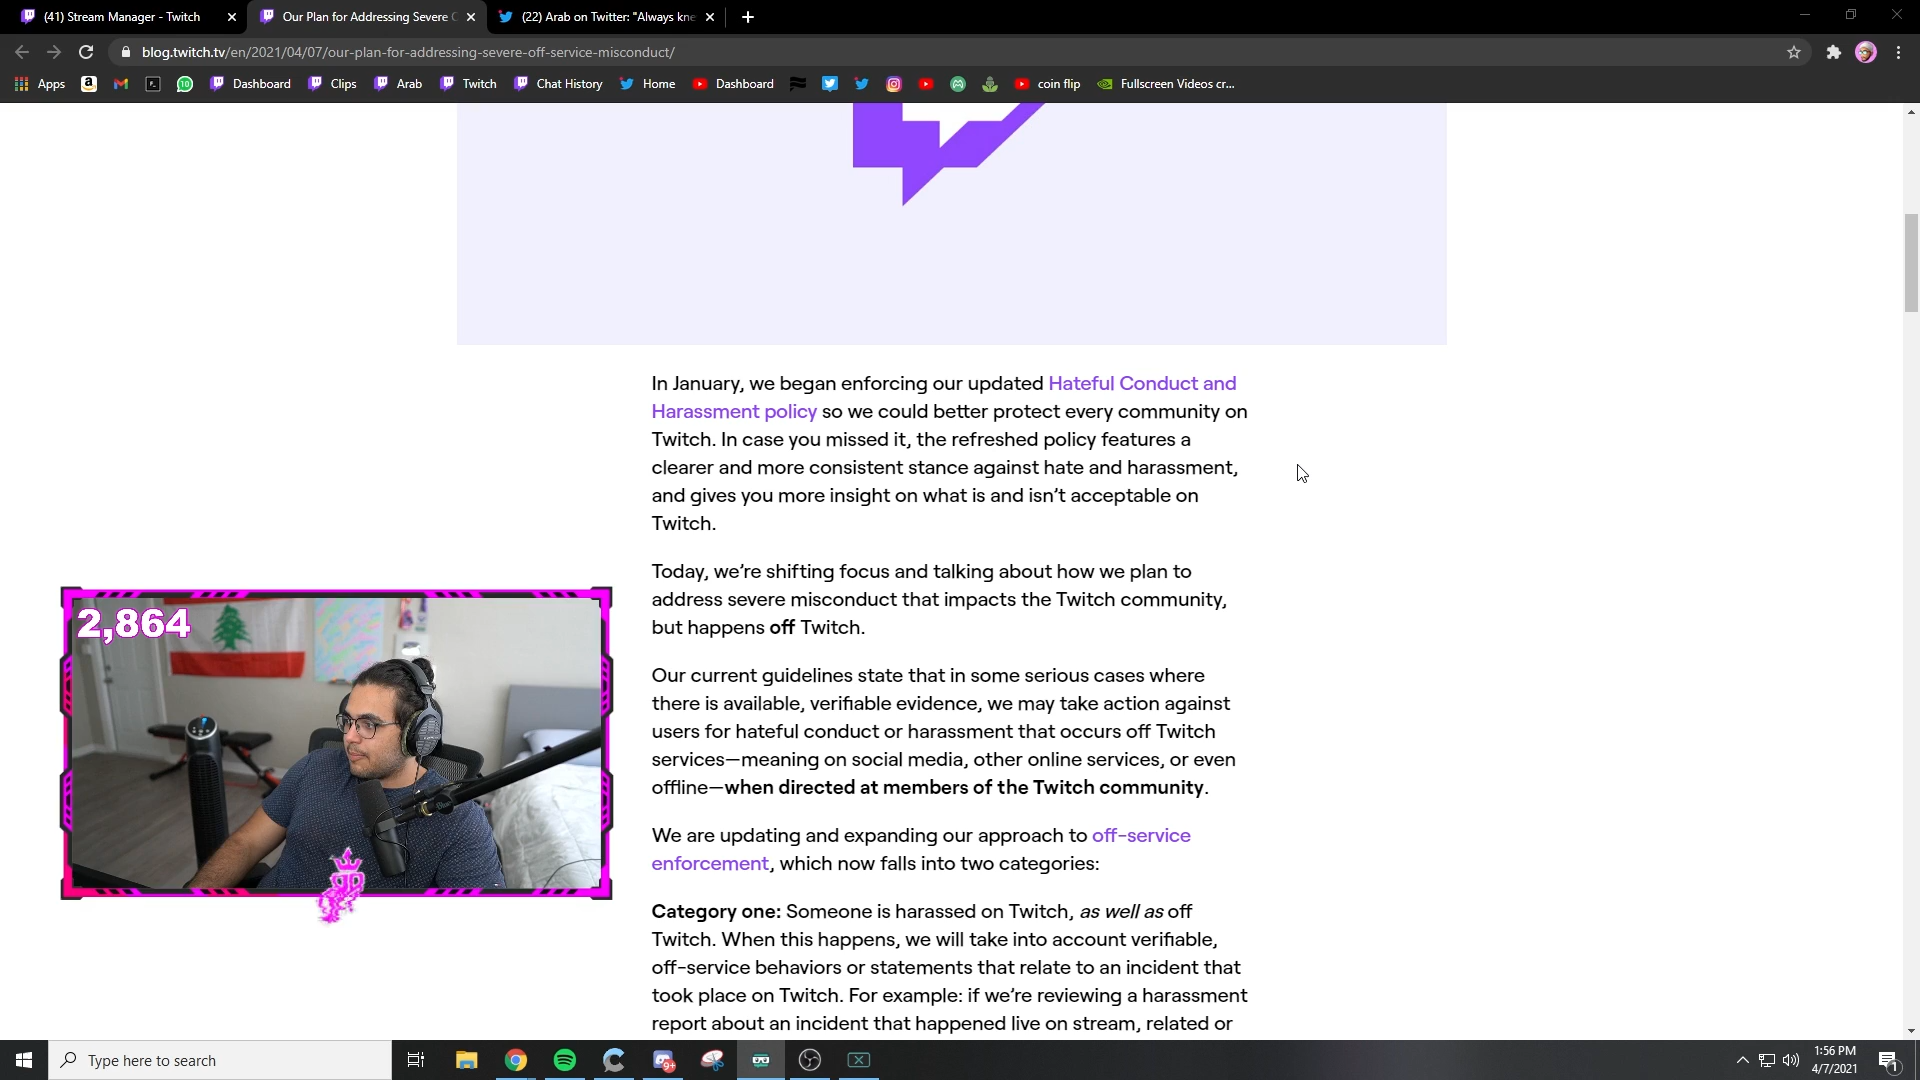 (41) Stream Manager - Twitch
Our Plan for Addressing Severe
(22) Arab on Twitter: "Always kne
blog.twitch.tv/en/2021/04/07/our-plan-for-addressing-severe-off-service-misconduct/
Apps
10
Dashboard
Clips
Arab
Twitch
Chat History
Home
Dashboard
coin flip
Fullscreen Videos cr...
In January, we began enforcing our updated Hateful Conduct and
Harassment policy so we could better protect every community on
Twitch. In case you missed it, the refreshed policy features a
clearer and more consistent stance against hate and harassment,
and gives you more insight on what is and isn’t acceptable on
Twitch.
Today, we’re shifting focus and talking about how we plan to
address severe misconduct that impacts the Twitch community,
but happens off Twitch.
Our current guidelines state that in some serious cases where
there is available, verifiable evidence, we may take action against
users for hateful conduct or harassment that occurs off Twitch
services—meaning on social media, other online services, or even
offline—when directed at members of the Twitch community.
We are updating and expanding our approach to off-service
enforcement, which now falls into two categories:
Category one: Someone is harassed on Twitch, as well as off
Twitch. When this happens, we will take into account verifiable,
off-service behaviors or statements that relate to an incident that
took place on Twitch. For example: if we’re reviewing a harassment
report about an incident that happened live on stream, related or
2,864
Type here to search
9+
1:56 PM
4/7/2021
1